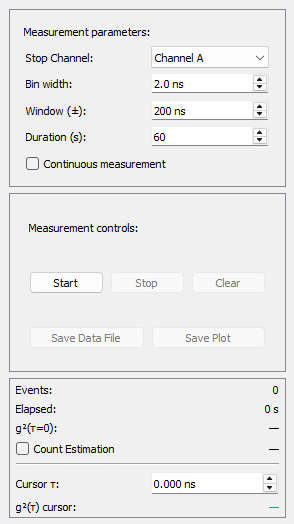 Measurement parameters:
Stop Channel: Channel A
Bin width: 2.0 ns
Window (±): 200 ns
Duration (s): 60
Continuous measurement
Measurement controls:
Start Stop Clear
Save Data File Save Plot
Events: 0
Elapsed: 0 s
g²(τ=0): —
Count Estimation —
Cursor τ: 0.000 ns
g²(τ) cursor: —